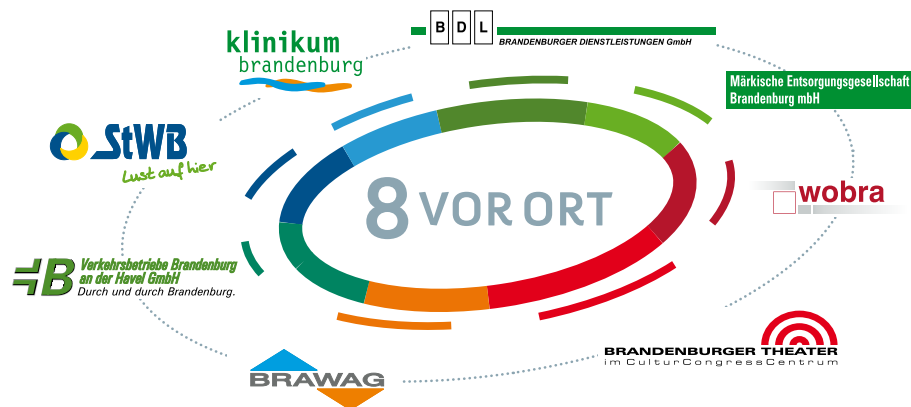 B D L
BRANDENBURGER DIENSTLEISTUNGEN GmbH
klinikum
brandenburg
Märkische Entsorgungsgesellschaft
Brandenburg mbH
StWB
Lust auf hier
8 VOR ORT
wobra
B Verkehrsbetriebe Brandenburg
an der Havel GmbH
Durch und durch Brandenburg.
BRANDENBURGER THEATER
im CulturCongressCentrum
BRAWAG